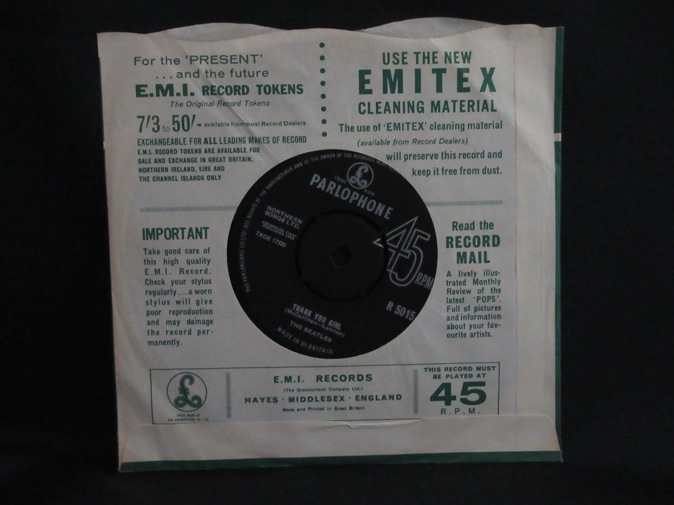 For the 'PRESENT'
...and the future
E.M.I. RECORD TOKENS
The Original Record Tokens
7/3 to 50/- available from most Record Dealers
EXCHANGEABLE FOR ALL LEADING MAKES OF RECORD
E.M.I. RECORD TOKENS ARE AVAILABLE FOR
SALE AND EXCHANGE IN GREAT BRITAIN,
NORTHERN IRELAND, EIRE AND
THE CHANNEL ISLANDS ONLY
USE THE NEW
EMITEX
CLEANING MATERIAL
The use of 'EMITEX' cleaning material
(available from Record Dealers)
will preserve this record and
keep it free from dust.
IMPORTANT
Take good care of
this high quality
E.M.I. Record.
Check your stylus
regularly...a worn
stylus will give
poor reproduction
and may damage
the record per-
manently.
PARLOPHONE
45 RPM
NORTHERN
SONGS LTD.
R 5015
THANK YOU GIRL
(McCartney—Lennon)
THE BEATLES
MADE IN GT. BRITAIN
Read the
RECORD
MAIL
A lively illus-
trated Monthly
Review of the
latest 'POPS'.
Full of pictures
and information
about your fav-
ourite artists.
E.M.I. RECORDS
(The Gramophone Company Ltd.)
HAYES · MIDDLESEX · ENGLAND
Made and Printed in Great Britain
THIS RECORD MUST
BE PLAYED AT
45
R.P.M.